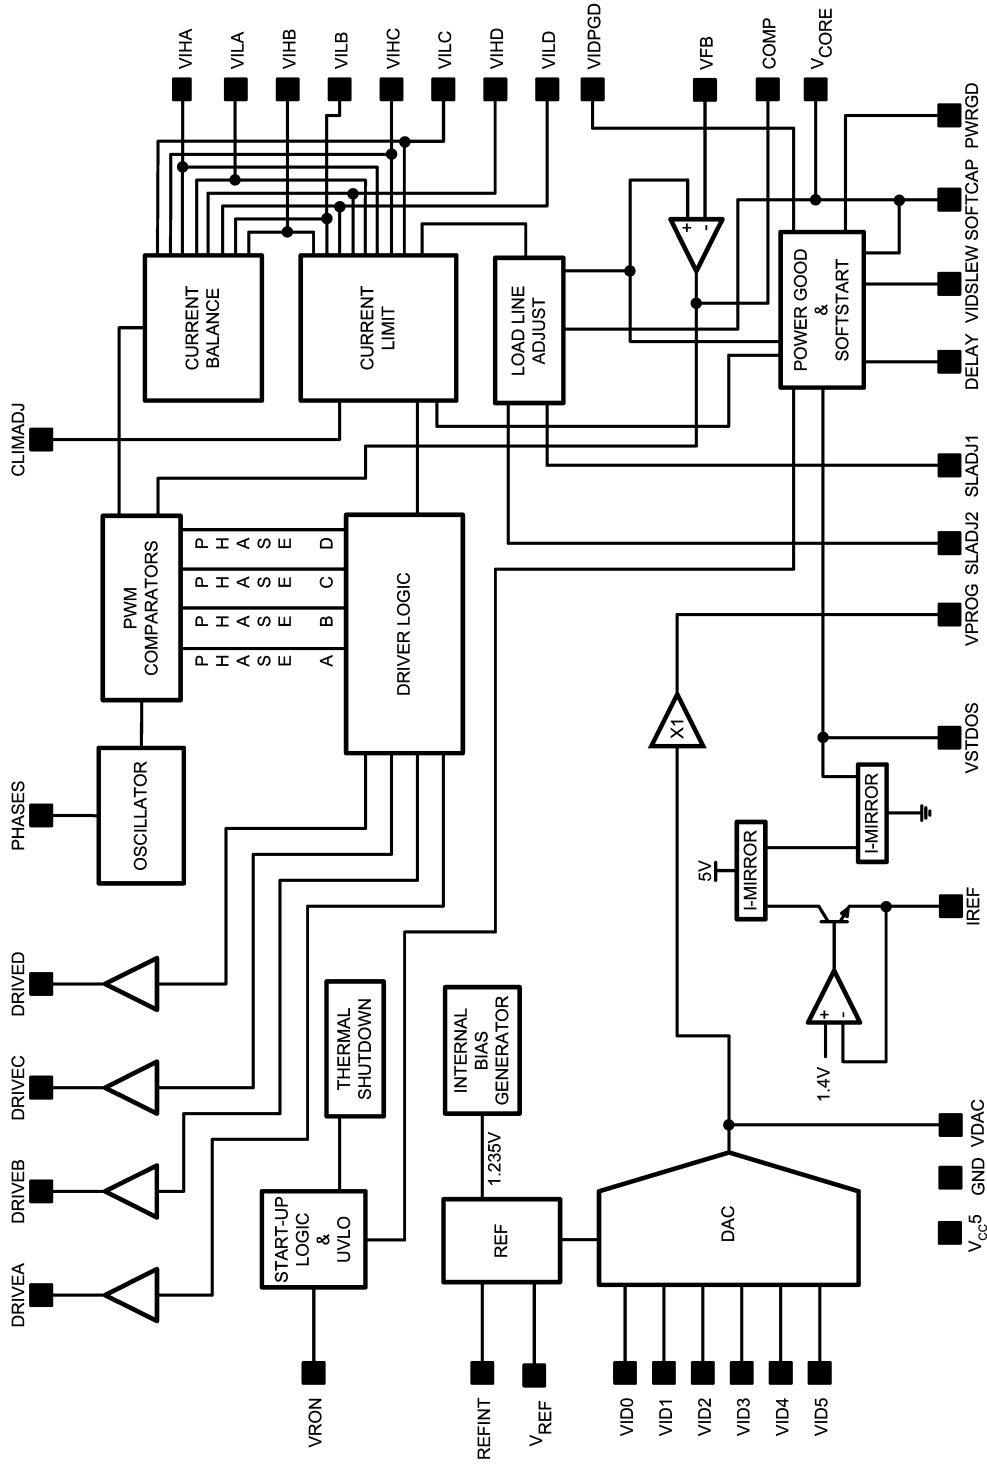 VIHA
VILA
VIHB
VILB
VIHC
VILC
VIHD
VILD
VIDPGD
VFB
COMP
VCORE
PWRGD
SOFTCAP
VIDSLEW
DELAY
SLADJ1
SLADJ2
VPROG
VSTDOS
IREF
VDAC
GND
VCC5
CLIMADJ
PHASES
DRIVED
DRIVEC
DRIVEB
DRIVEA
VRON
REFINT
VREF
VID0
VID1
VID2
VID3
VID4
VID5
CURRENT
BALANCE
CURRENT
LIMIT
LOAD LINE
ADJUST
+
-
POWER GOOD
&
SOFTSTART
PWM
COMPARATORS
PHASE D
PHASE C
PHASE B
PHASE A
DRIVER LOGIC
OSCILLATOR
X1
5V
I-MIRROR
I-MIRROR
+
-
1.4V
THERMAL
SHUTDOWN
INTERNAL
BIAS
GENERATOR
1.235V
START-UP
LOGIC
&
UVLO
REF
DAC